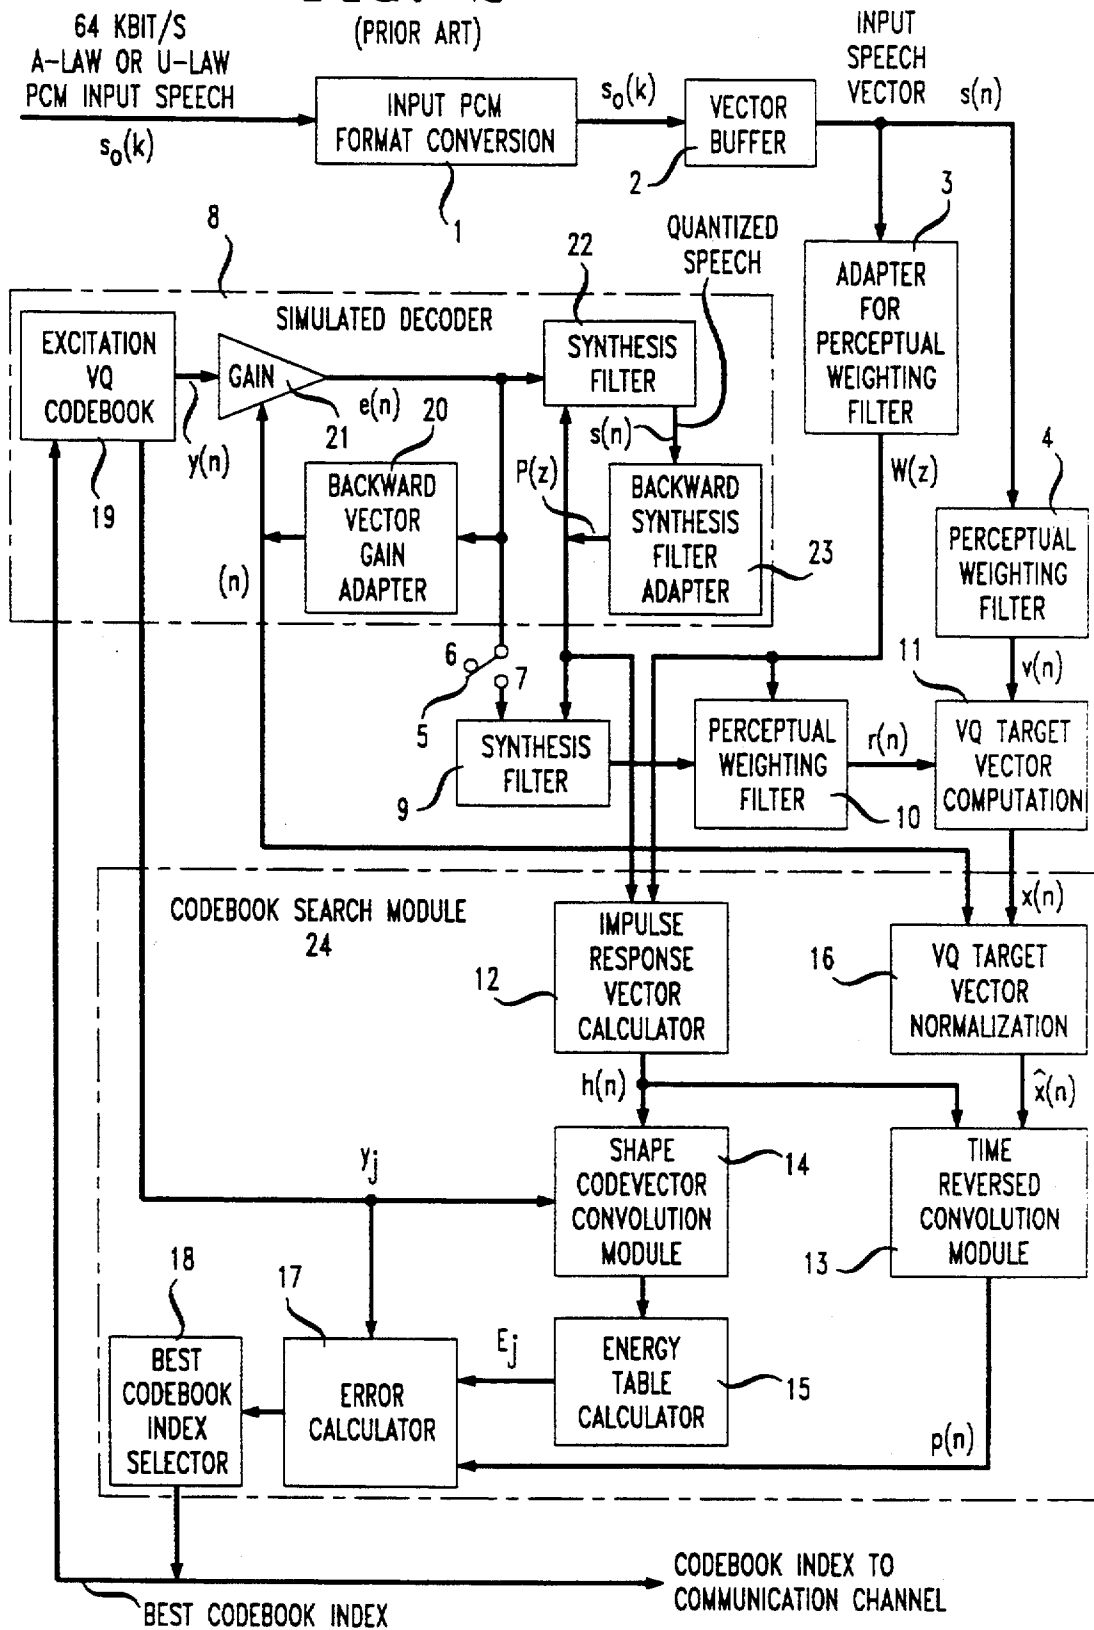 (PRIOR ART)
64 KBIT/S
A-LAW OR U-LAW
PCM INPUT SPEECH
s₀(k)
INPUT PCM
FORMAT CONVERSION
1
s₀(k)
VECTOR
BUFFER
2
INPUT
SPEECH
VECTOR
s(n)
3
ADAPTER
FOR
PERCEPTUAL
WEIGHTING
FILTER
W(z)
8
SIMULATED DECODER
22
QUANTIZED
SPEECH
EXCITATION
VQ
CODEBOOK
19
y(n)
GAIN
21
e(n)
SYNTHESIS
FILTER
s(n)
20
BACKWARD
VECTOR
GAIN
ADAPTER
(n)
P(z)
BACKWARD
SYNTHESIS
FILTER
ADAPTER
23
4
PERCEPTUAL
WEIGHTING
FILTER
v(n)
6
7
5
SYNTHESIS
FILTER
9
PERCEPTUAL
WEIGHTING
FILTER
10
r(n)
11
VQ TARGET
VECTOR
COMPUTATION
x(n)
CODEBOOK SEARCH MODULE
24
12
IMPULSE
RESPONSE
VECTOR
CALCULATOR
h(n)
16
VQ TARGET
VECTOR
NORMALIZATION
x̂(n)
yj
SHAPE
CODEVECTOR
CONVOLUTION
MODULE
14
TIME
REVERSED
CONVOLUTION
MODULE
13
18
BEST
CODEBOOK
INDEX
SELECTOR
17
ERROR
CALCULATOR
Ej
ENERGY
TABLE
CALCULATOR
15
p(n)
BEST CODEBOOK INDEX
CODEBOOK INDEX TO
COMMUNICATION CHANNEL